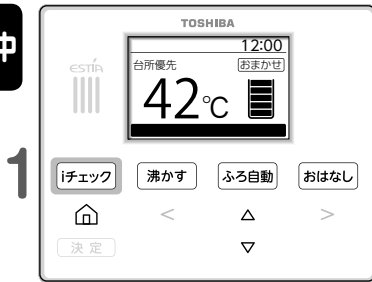 中
TOSHIBA
12:00
ESTÍA
台所優先
おまかせ
42℃
1
iチェック
沸かす
ふろ自動
おはなし
<
△
>
決定
▽